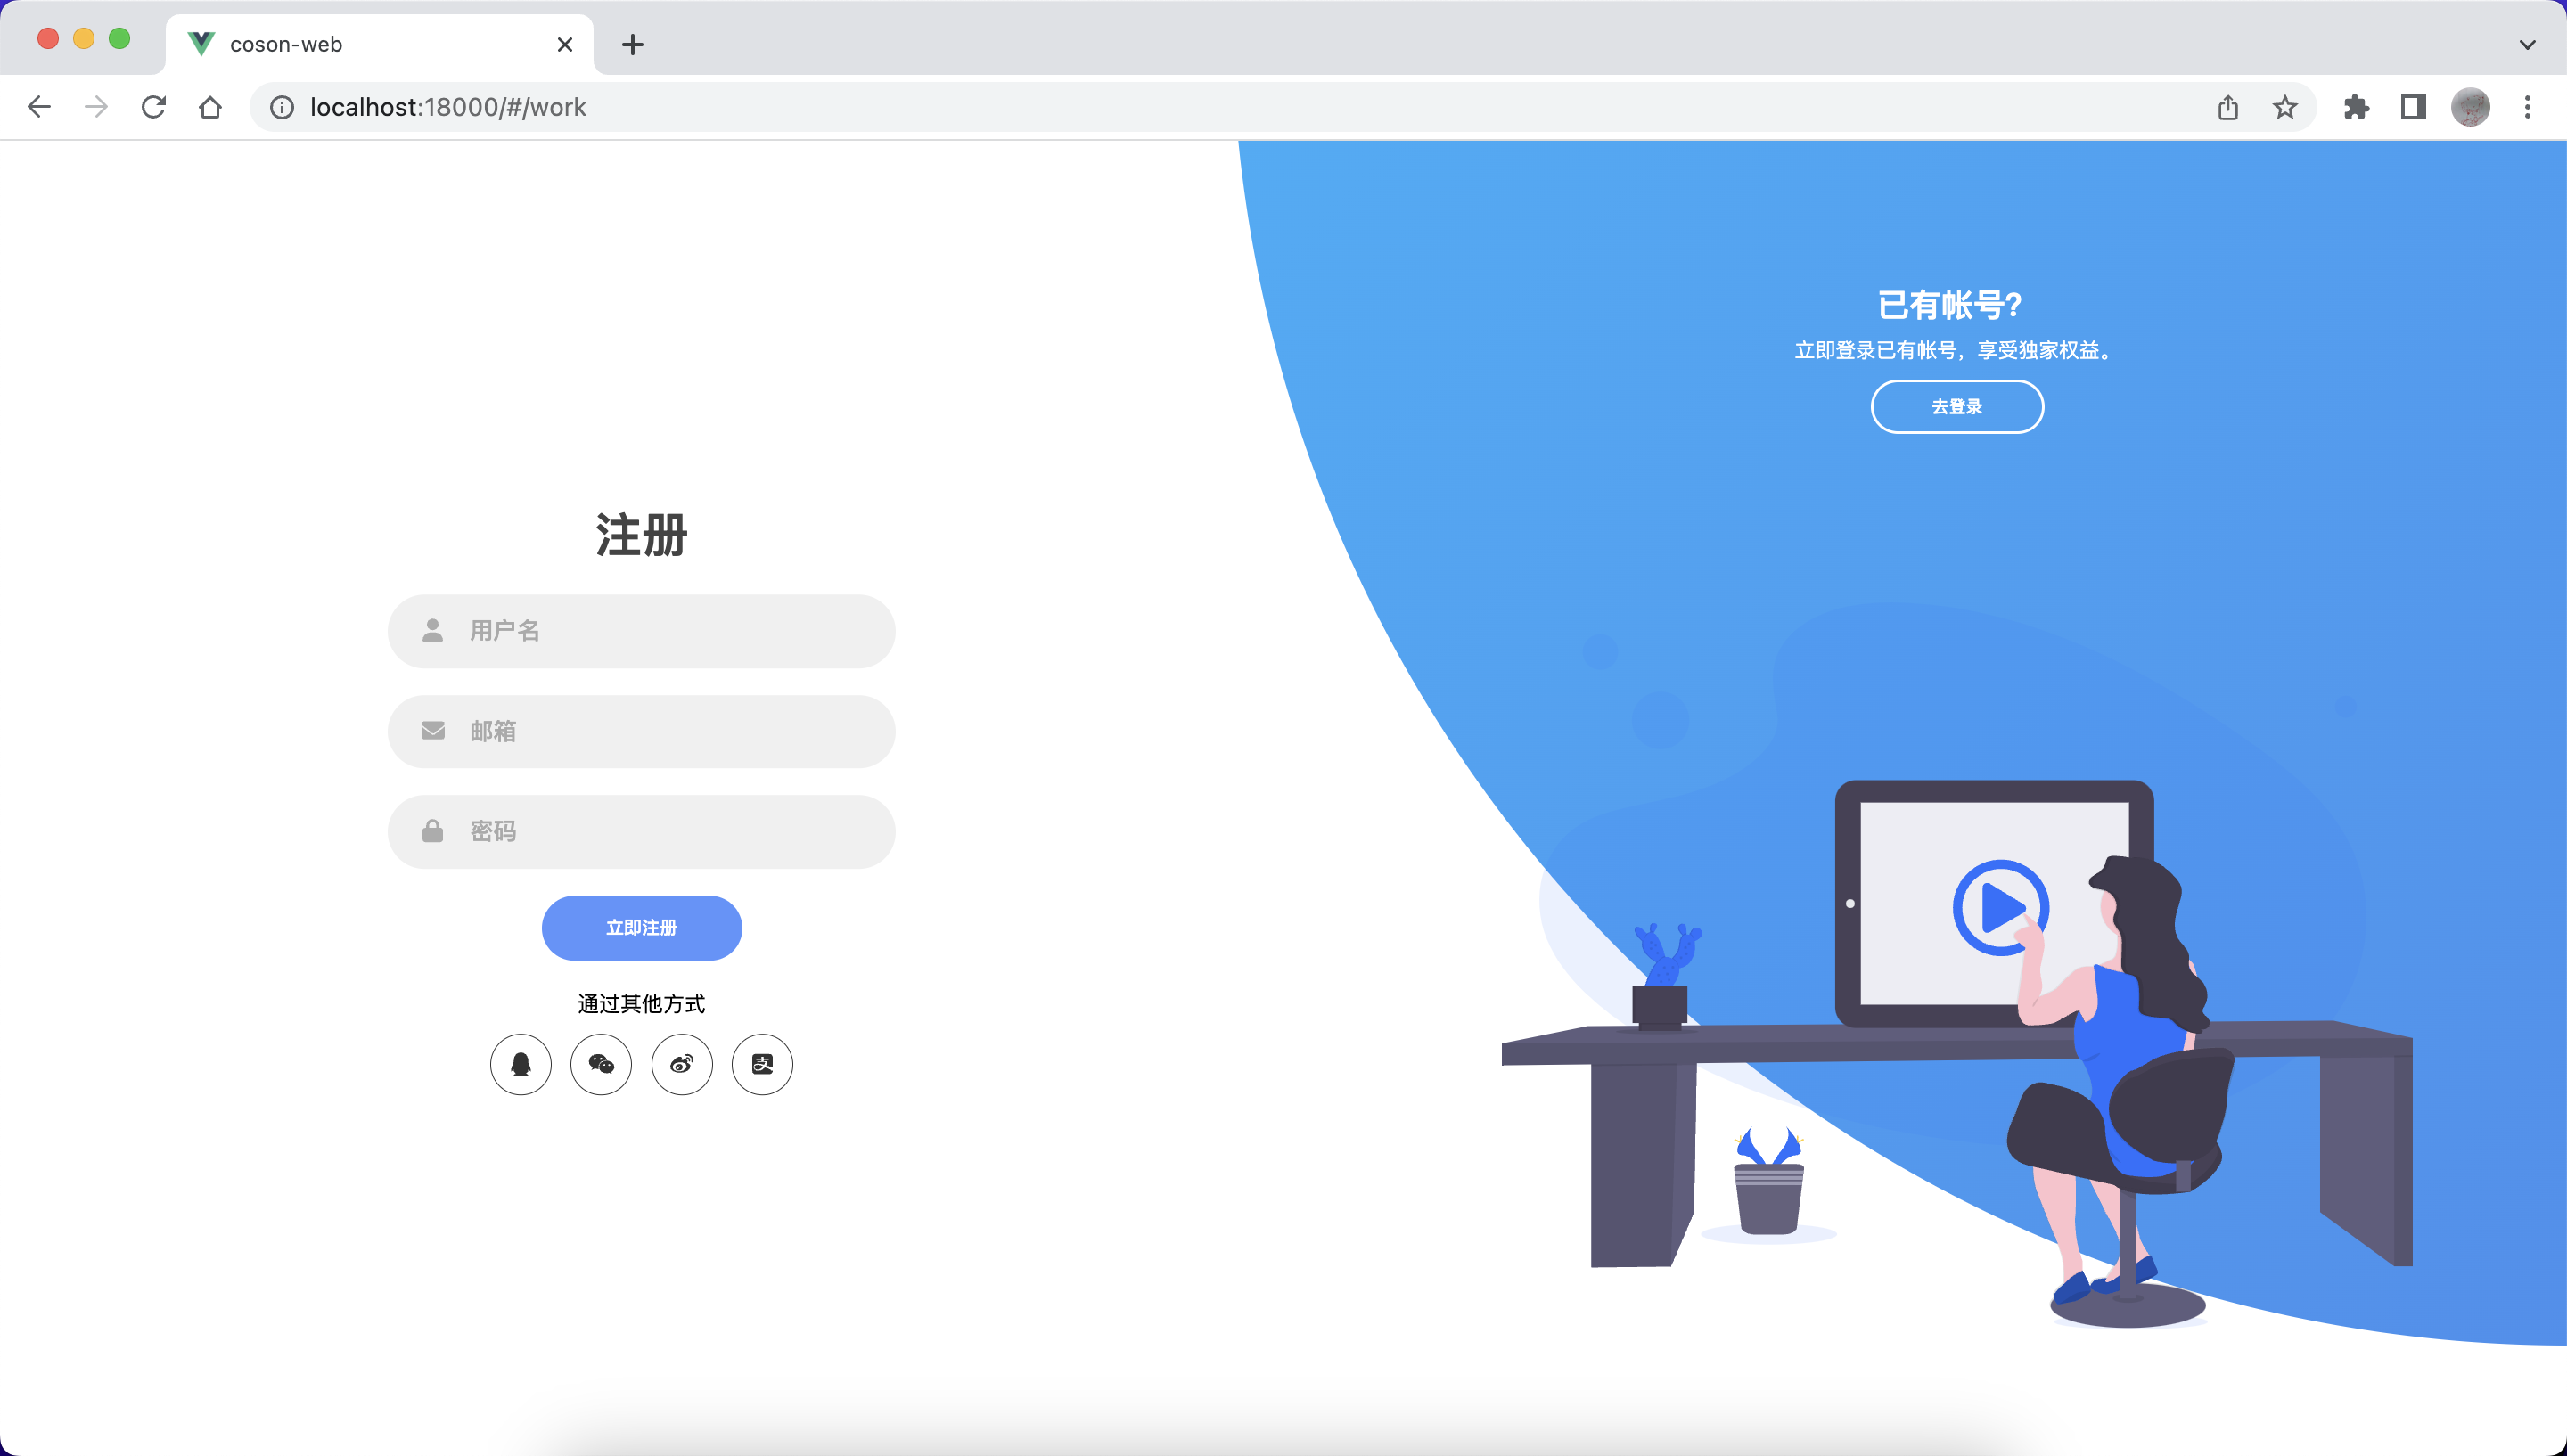 coson-web
localhost:18000/#/work
已有帐号?
立即登录已有帐号，享受独家权益。
去登录
注册
用户名
邮箱
密码
立即注册
通过其他方式
支